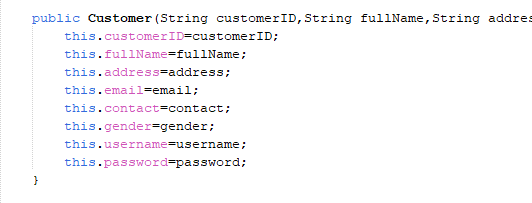 public Customer(String customerID,String fullName,String
this.customerID=customerID;
this.fullName=fullName;
this.address=address;
this.email=email;
this.contact=contact;
this.gender=gender;
this.username=username;
this.password=password;
}